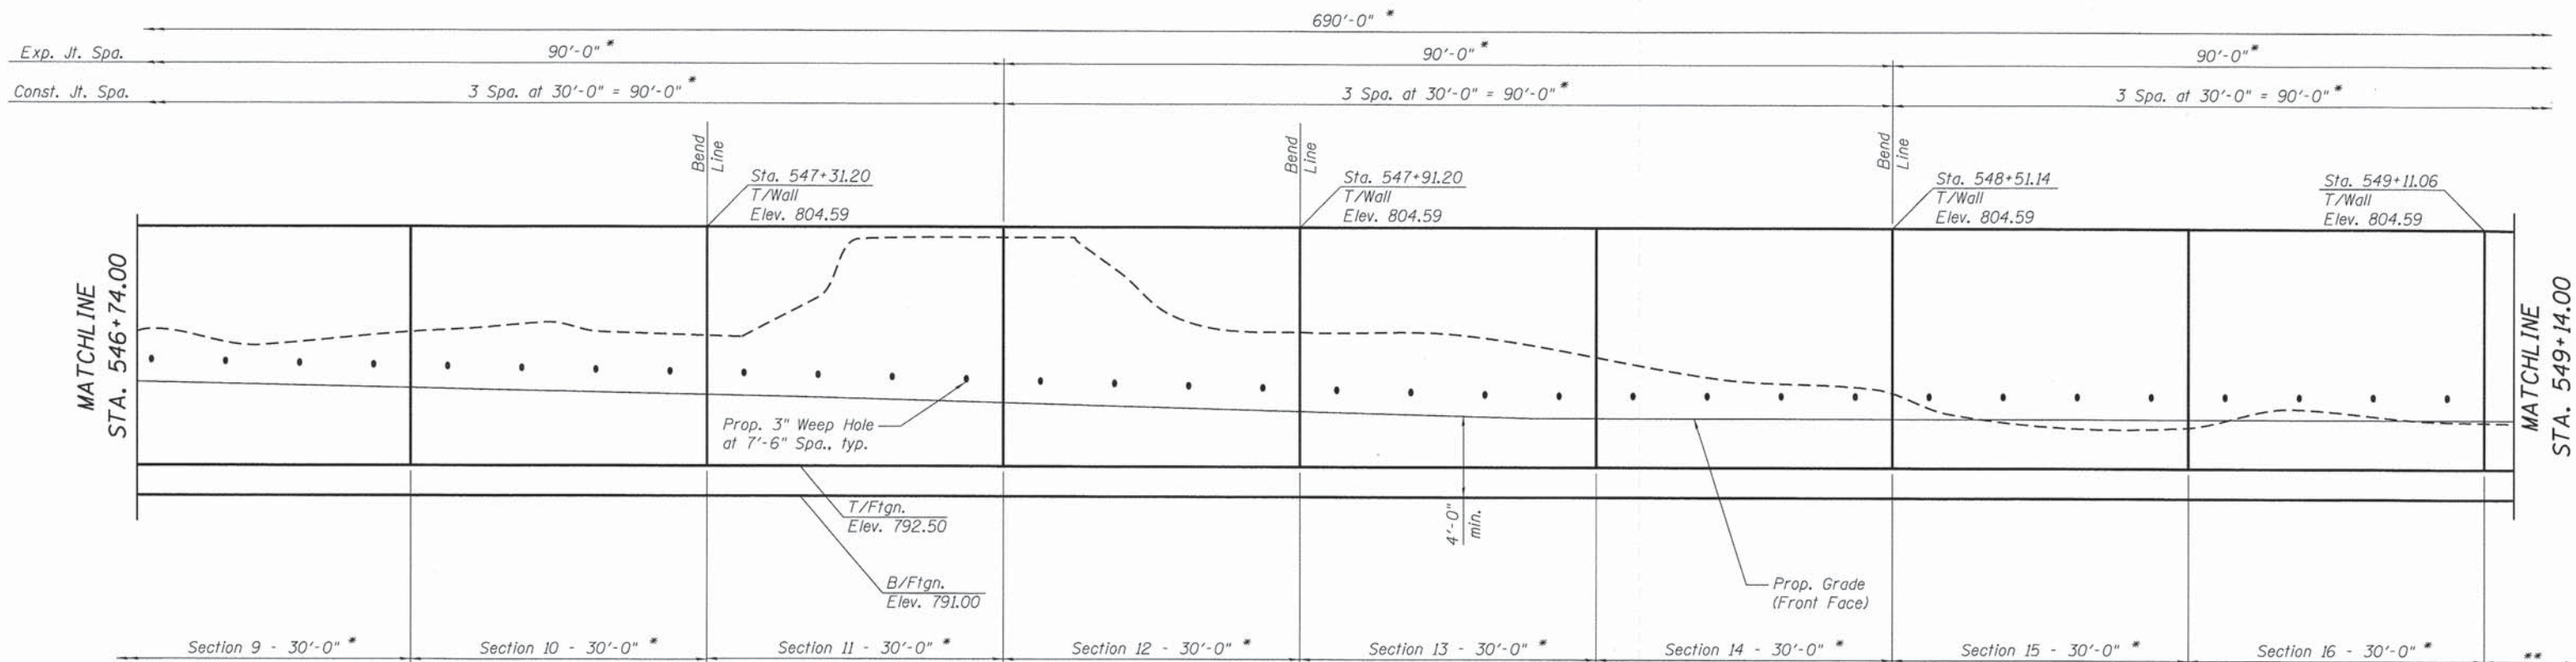 690'-0" *
Exp. Jt. Spa.
90'-0" *
90'-0" *
90'-0" *
Const. Jt. Spa.
3 Spa. at 30'-0" = 90'-0" *
3 Spa. at 30'-0" = 90'-0" *
3 Spa. at 30'-0" = 90'-0" *
Bend
Line
Sta. 547+31.20
T/Wall
Elev. 804.59
Bend
Line
Sta. 547+91.20
T/Wall
Elev. 804.59
Bend
Line
Sta. 548+51.14
T/Wall
Elev. 804.59
Sta. 549+11.06
T/Wall
Elev. 804.59
MATCHLINE
STA. 546+74.00
MATCHLINE
STA. 549+14.00
Prop. 3" Weep Hole
at 7'-6" Spa., typ.
T/Ftgn.
Elev. 792.50
B/Ftgn.
Elev. 791.00
4'-0"
min.
Prop. Grade
(Front Face)
Section 9 - 30'-0" *
Section 10 - 30'-0" *
Section 11 - 30'-0" *
Section 12 - 30'-0" *
Section 13 - 30'-0" *
Section 14 - 30'-0" *
Section 15 - 30'-0" *
Section 16 - 30'-0" *
**